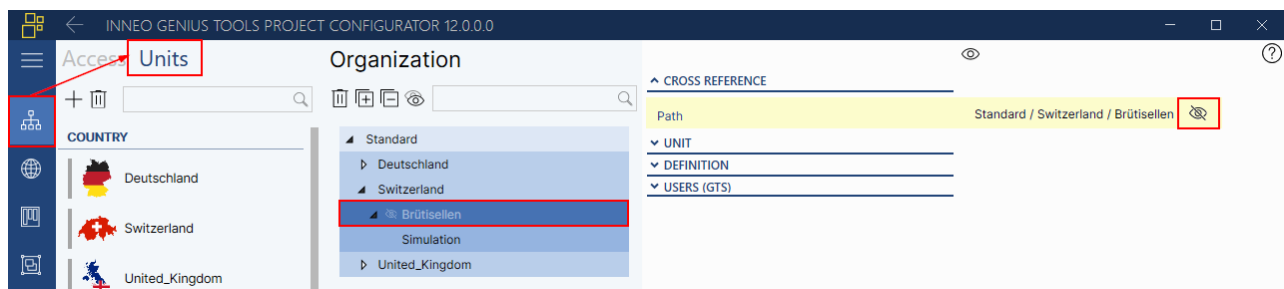 INNEO GENIUS TOOLS PROJECT CONFIGURATOR 12.0.0.0
Access Units
COUNTRY
Deutschland
Switzerland
United_Kingdom
Organization
Standard
Deutschland
Switzerland
Brütisellen
Simulation
United_Kingdom
CROSS REFERENCE
Path Standard / Switzerland / Brütisellen
UNIT
DEFINITION
USERS (GTS)